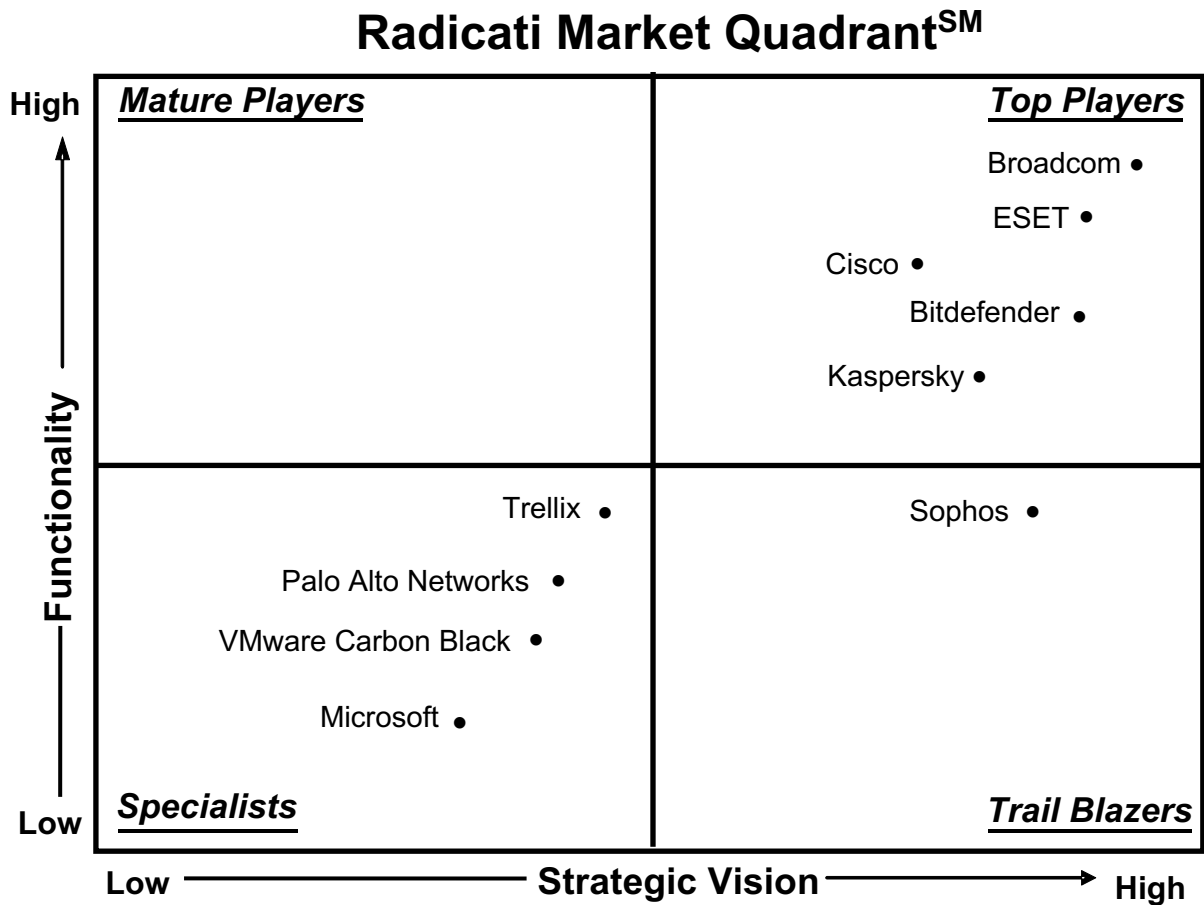 Radicati Market Quadrant℠
High
Mature Players
Top Players
Broadcom
ESET
Cisco
Bitdefender
Kaspersky
Functionality
Trellix
Sophos
Palo Alto Networks
VMware Carbon Black
Microsoft
Low
Specialists
Trail Blazers
Low
Strategic Vision
High